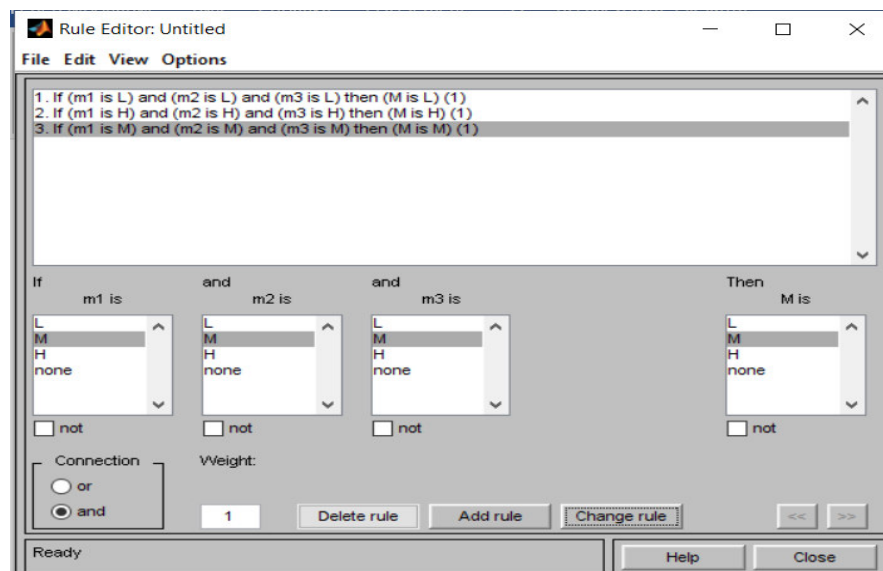 Rule Editor: Untitled
File Edit View Options
1. If (m1 is L) and (m2 is L) and (m3 is L) then (M is L) (1)
2. If (m1 is H) and (m2 is H) and (m3 is H) then (M is H) (1)
3. If (m1 is M) and (m2 is M) and (m3 is M) then (M is M) (1)
If and and Then
m1 is m2 is m3 is M is
L L L L
M M M M
H H H H
none none none none
not not not not
Connection Weight:
or
and 1 Delete rule Add rule Change rule << >>
Ready Help Close